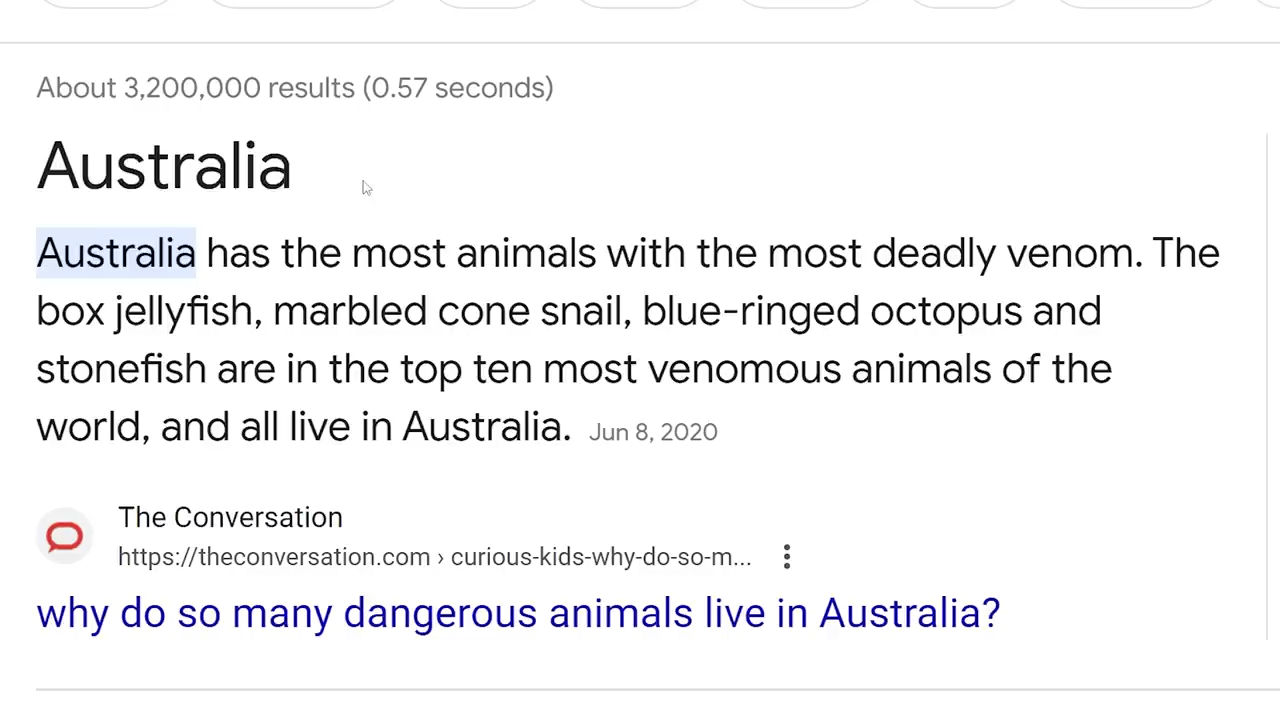 About 3,200,000 results (0.57 seconds)
Australia
Australia has the most animals with the most deadly venom. The
box jellyfish, marbled cone snail, blue-ringed octopus and
stonefish are in the top ten most venomous animals of the
world, and all live in Australia. Jun 8, 2020
The Conversation
https://theconversation.com › curious-kids-why-do-so-m...
why do so many dangerous animals live in Australia?